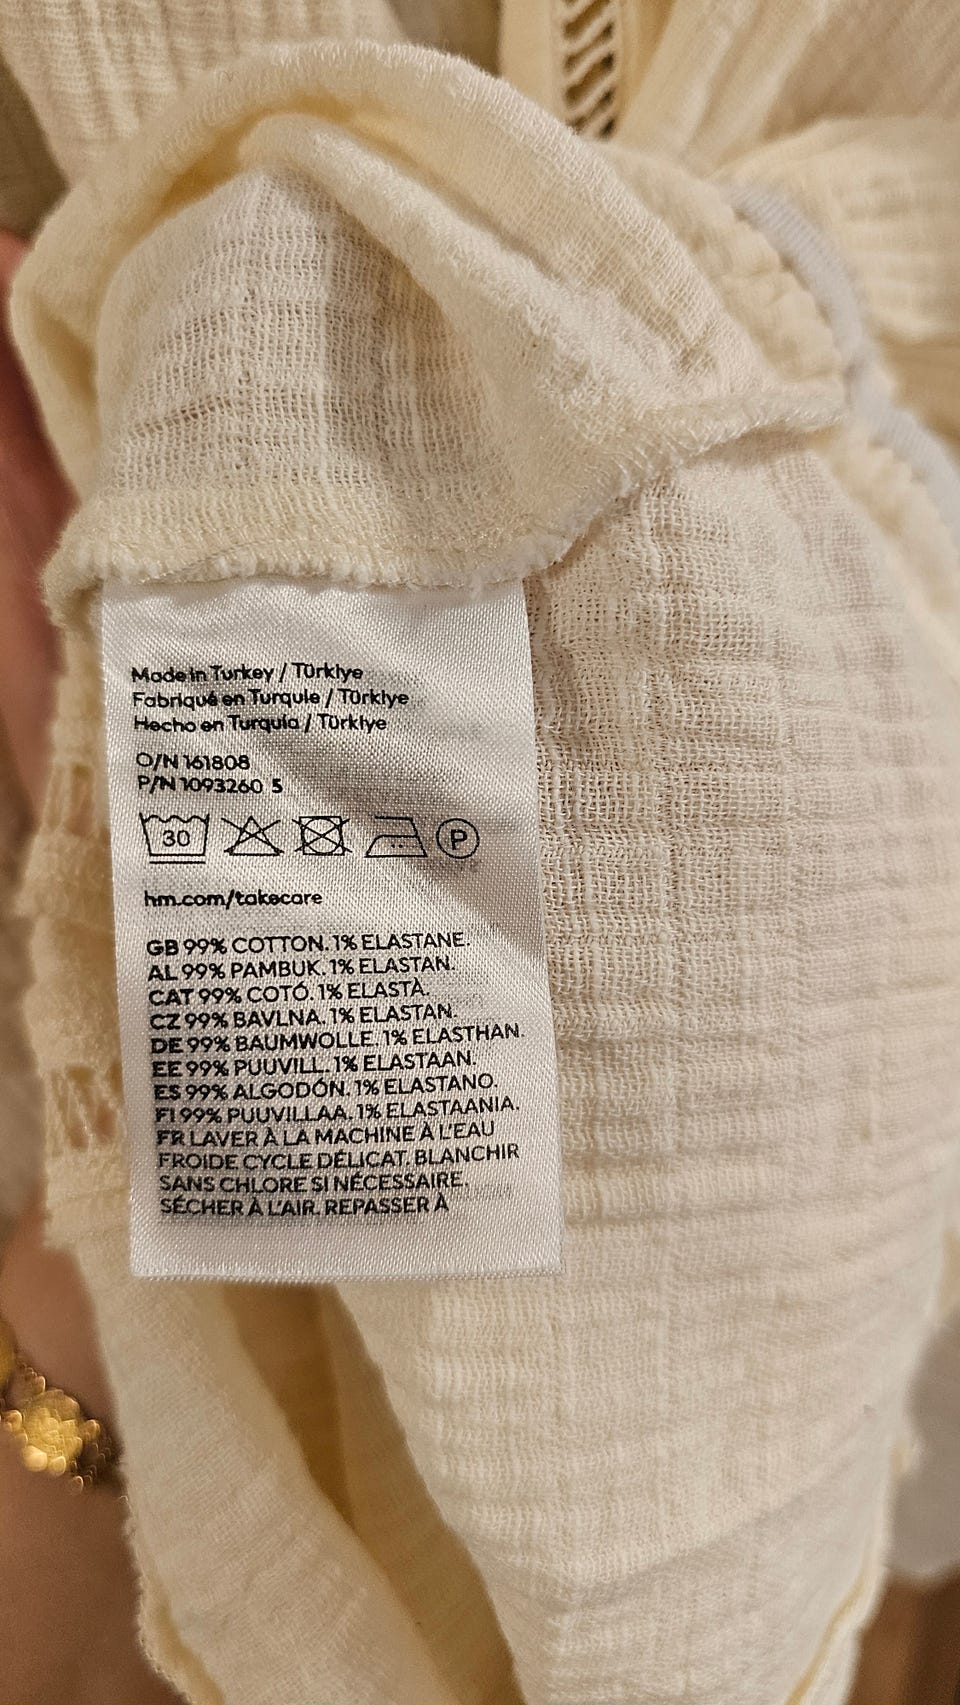 Made in Turkey / Türkiye
Fabriqué en Turquie / Türkiye
Hecho en Turquía / Türkiye
O/N 161808
P/N 1093260 5
30
P
hm.com/takecare
GB 99% COTTON. 1% ELASTANE.
AL 99% PAMBUK. 1% ELASTAN.
CAT 99% COTÓ. 1% ELASTÀ.
CZ 99% BAVLNA. 1% ELASTAN.
DE 99% BAUMWOLLE. 1% ELASTHAN.
EE 99% PUUVILL. 1% ELASTAAN.
ES 99% ALGODÓN. 1% ELASTANO.
FI 99% PUUVILLAA. 1% ELASTAANIA.
FR LAVER À LA MACHINE À L'EAU
FROIDE CYCLE DÉLICAT. BLANCHIR
SANS CHLORE SI NÉCESSAIRE.
SÉCHER À L'AIR. REPASSER À